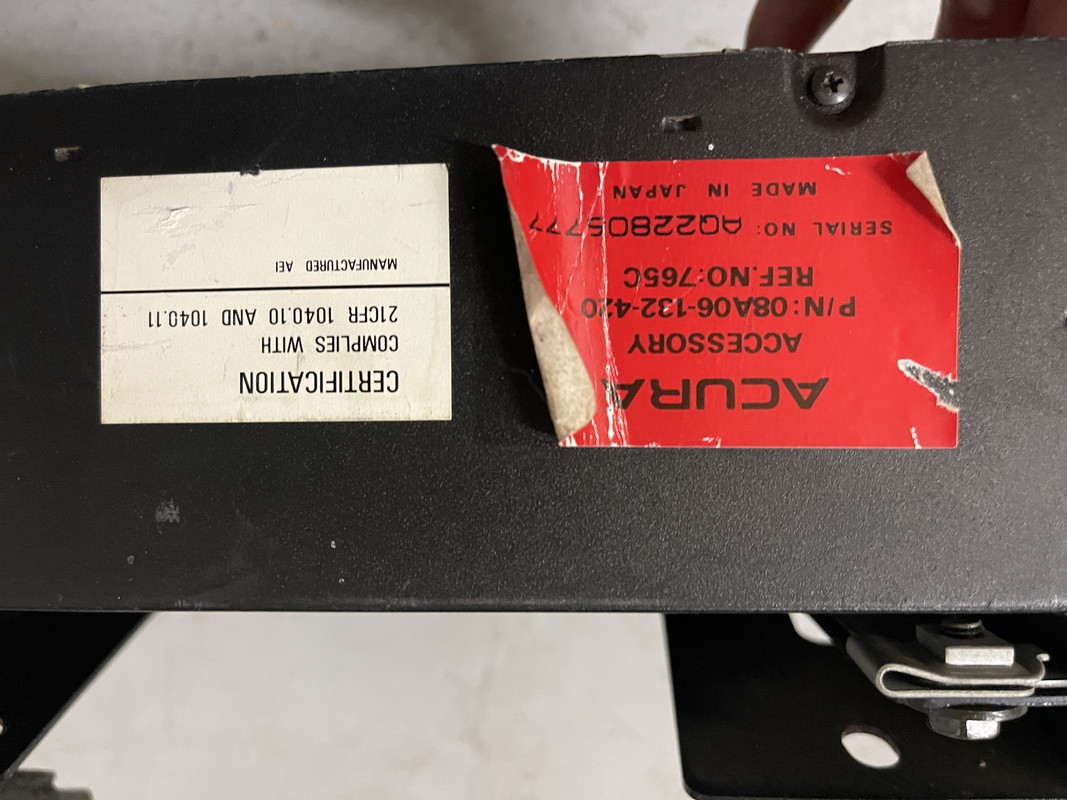 CERTIFICATION
COMPLIES WITH
21CFR 1040.10 AND 1040.11
MANUFACTURED AEI
ACURA
ACCESSORY
P/N:08A06-132-420
REF.NO:765C
SERIAL NO: AQ22805777
MADE IN JAPAN